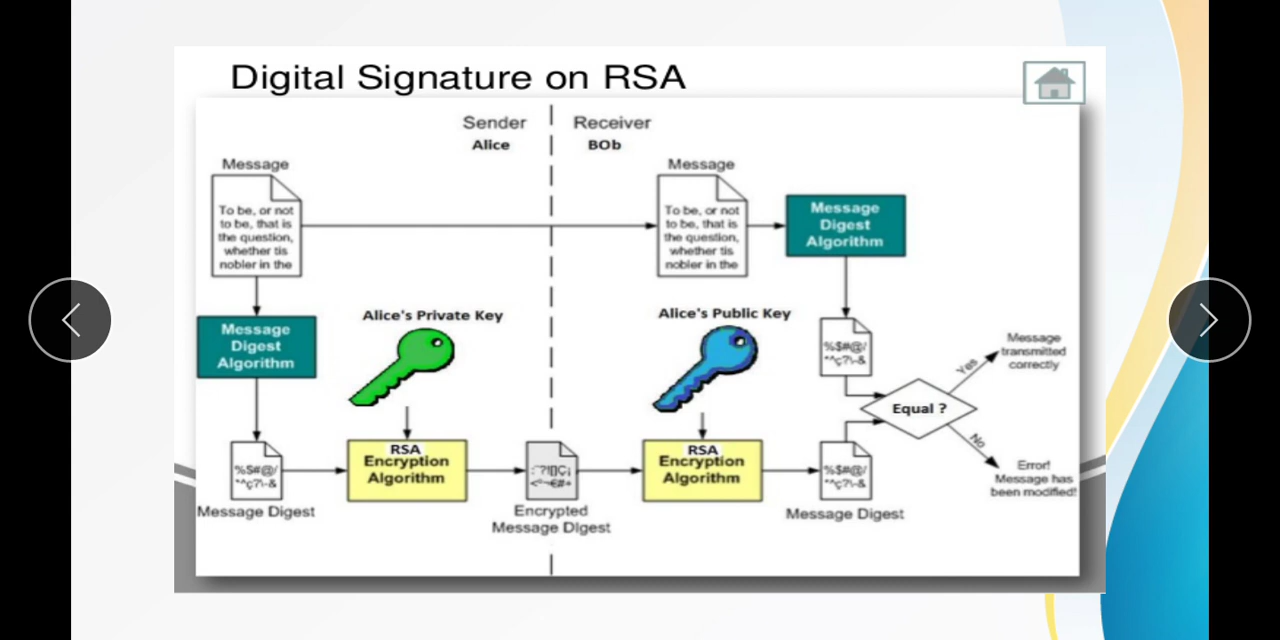 Digital Signature on RSA
Sender
Receiver
Alice
BOb
Message
To be, or not
to be, that is
the question,
whether tis
nobler in the
Message
To be, or not
to be, that is
the question,
whether tis
nobler in the
Message
Digest
Algorithm
Message
Digest
Algorithm
Alice's Private Key
Alice's Public Key
%$#@/
Yes
Message
transmitted
correctly
Equal ?
No
Error!
Message has
been modified!
%$#@/
Message Digest
RSA
Encryption
Algorithm
Encrypted
Message DIgest
RSA
Encryption
Algorithm
%$#@/
Message Digest